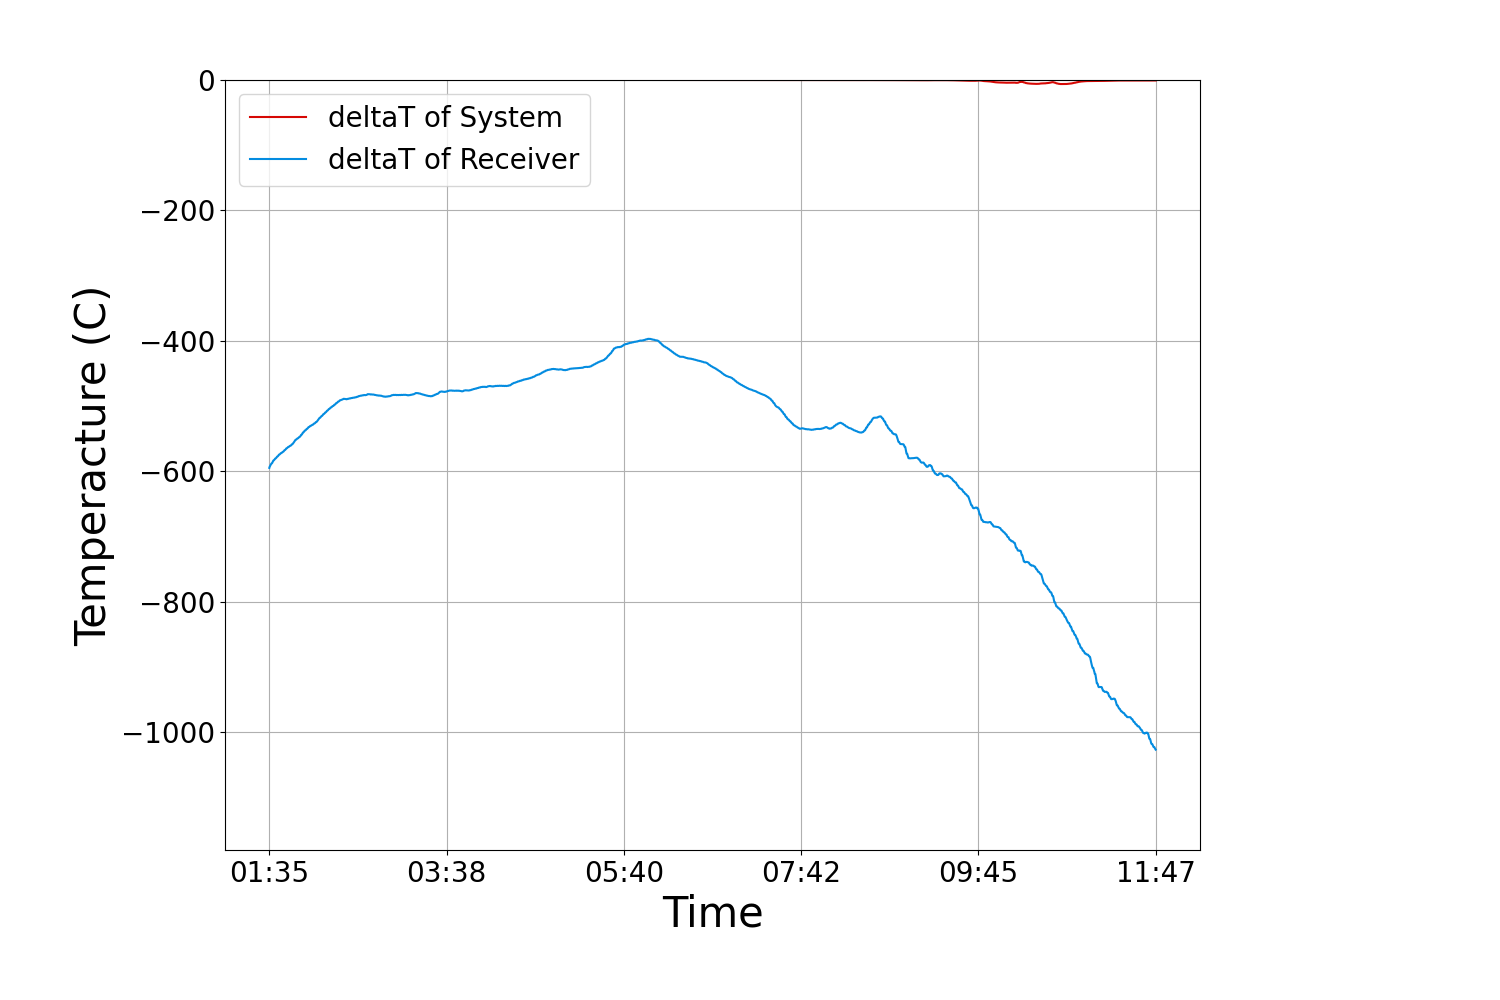 0
deltaT of System
deltaT of Receiver
−200
−400
−600
−800
−1000
Temperacture (C)
01:35 03:38 05:40 07:42 09:45 11:47
Time